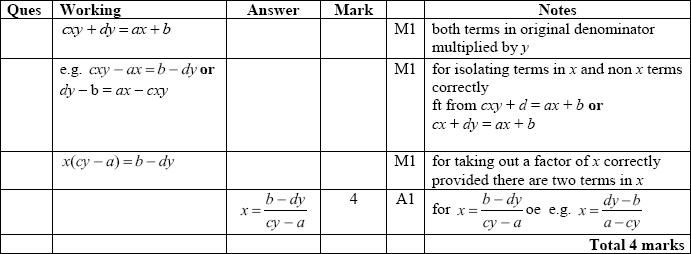 Ques Working Answer Mark Notes
cxy + dy = ax + b M1 both terms in original denominator
multiplied by y
e.g. cxy − ax = b − dy or M1 for isolating terms in x and non x terms
dy − b = ax − cxy correctly
ft from cxy + d = ax + b or
cx + dy = ax + b
x(cy − a) = b − dy M1 for taking out a factor of x correctly
provided there are two terms in x
x = (b − dy)/(cy − a) 4 A1 for x = (b − dy)/(cy − a) oe e.g. x = (dy − b)/(a − cy)
Total 4 marks